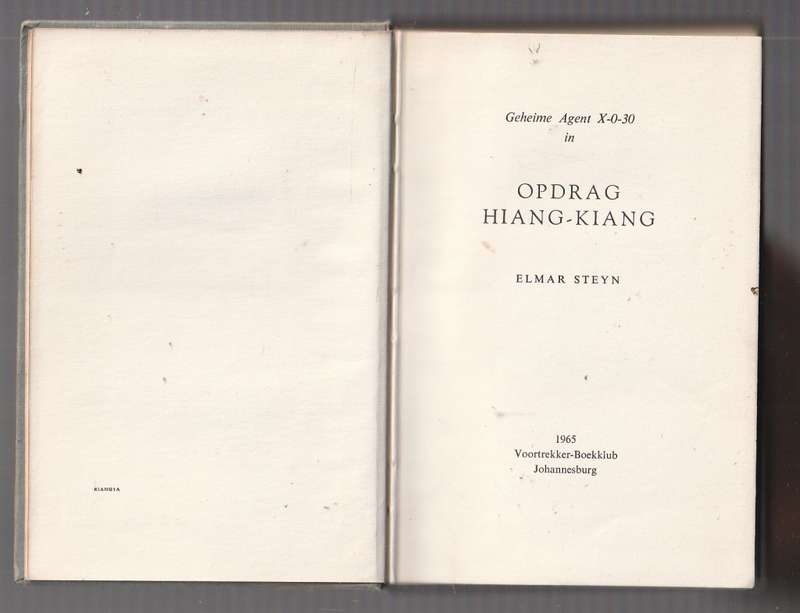 Geheime Agent X-0-30
in
OPDRAG
HIANG-KIANG
ELMAR STEYN
1965
Voortrekker-Boekklub
Johannesburg